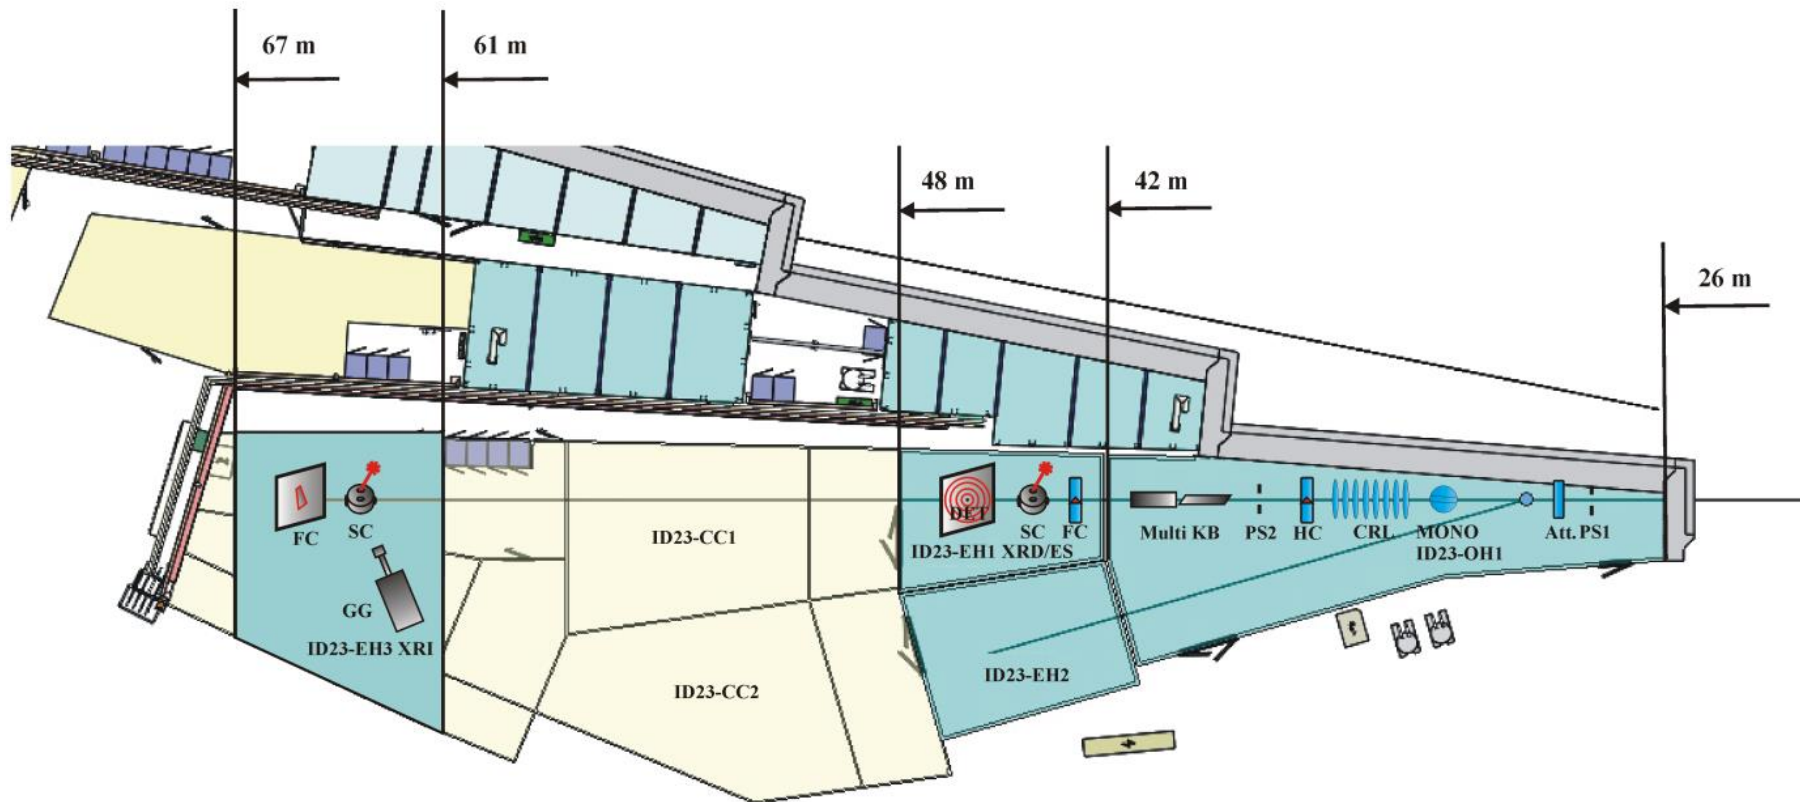 67 m
61 m
48 m
42 m
26 m
FC
SC
GG
ID23-EH3 XRI
ID23-CC1
ID23-CC2
DET
SC
FC
ID23-EH1 XRD/ES
ID23-EH2
Multi KB
PS2
HC
CRL
MONO
ID23-OH1
Att.
PS1